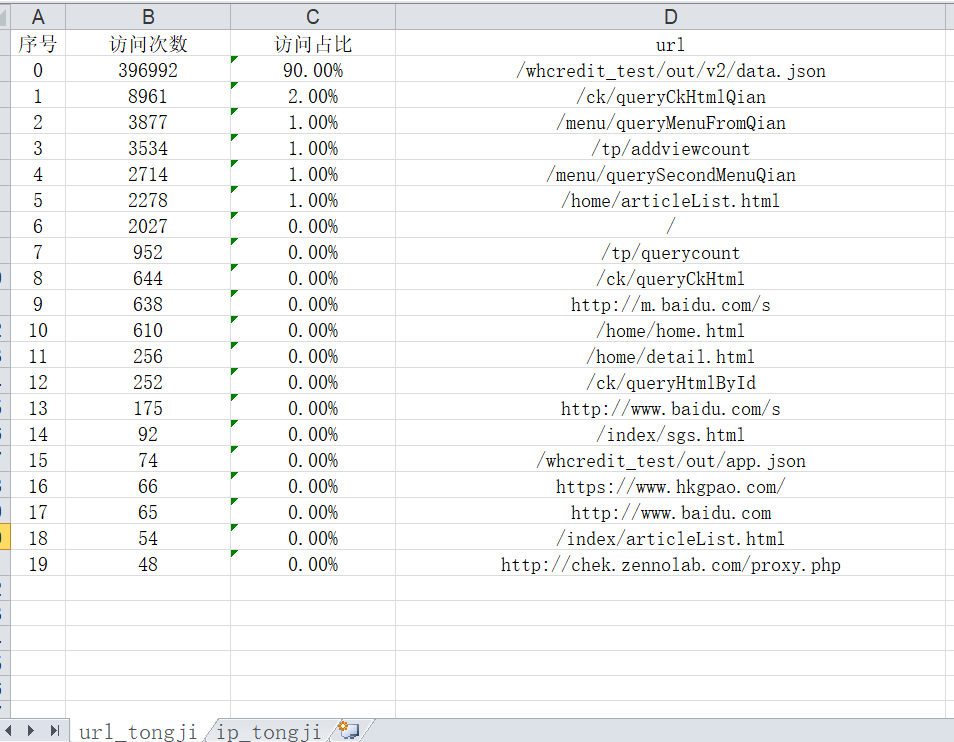 A B C D
序号 访问次数 访问占比 url
0 396992 90.00% /whcredit_test/out/v2/data.json
1 8961 2.00% /ck/queryCkHtmlQian
2 3877 1.00% /menu/queryMenuFromQian
3 3534 1.00% /tp/addviewcount
4 2714 1.00% /menu/querySecondMenuQian
5 2278 1.00% /home/articleList.html
6 2027 0.00% /
7 952 0.00% /tp/querycount
8 644 0.00% /ck/queryCkHtml
9 638 0.00% http://m.baidu.com/s
10 610 0.00% /home/home.html
11 256 0.00% /home/detail.html
12 252 0.00% /ck/queryHtmlById
13 175 0.00% http://www.baidu.com/s
14 92 0.00% /index/sgs.html
15 74 0.00% /whcredit_test/out/app.json
16 66 0.00% https://www.hkgpao.com/
17 65 0.00% http://www.baidu.com
18 54 0.00% /index/articleList.html
19 48 0.00% http://chek.zennolab.com/proxy.php
url_tongji ip_tongji